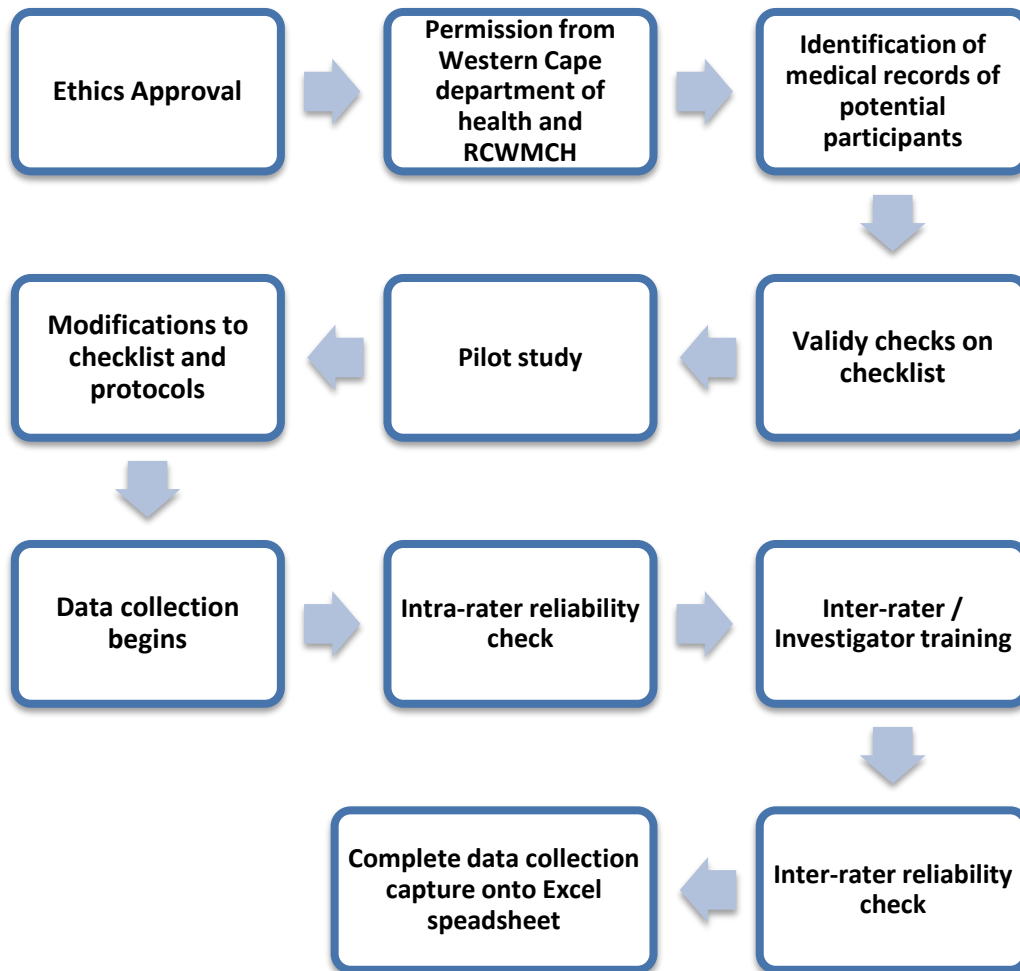 Ethics Approval
Permission from
Western Cape
department of
health and
RCWMCH
Identification of
medical records of
potential
participants
Modifications to
checklist and
protocols
Pilot study
Validy checks on
checklist
Data collection
begins
Intra-rater reliability
check
Inter-rater /
Investigator training
Complete data collection
capture onto Excel
speadsheet
Inter-rater reliability
check